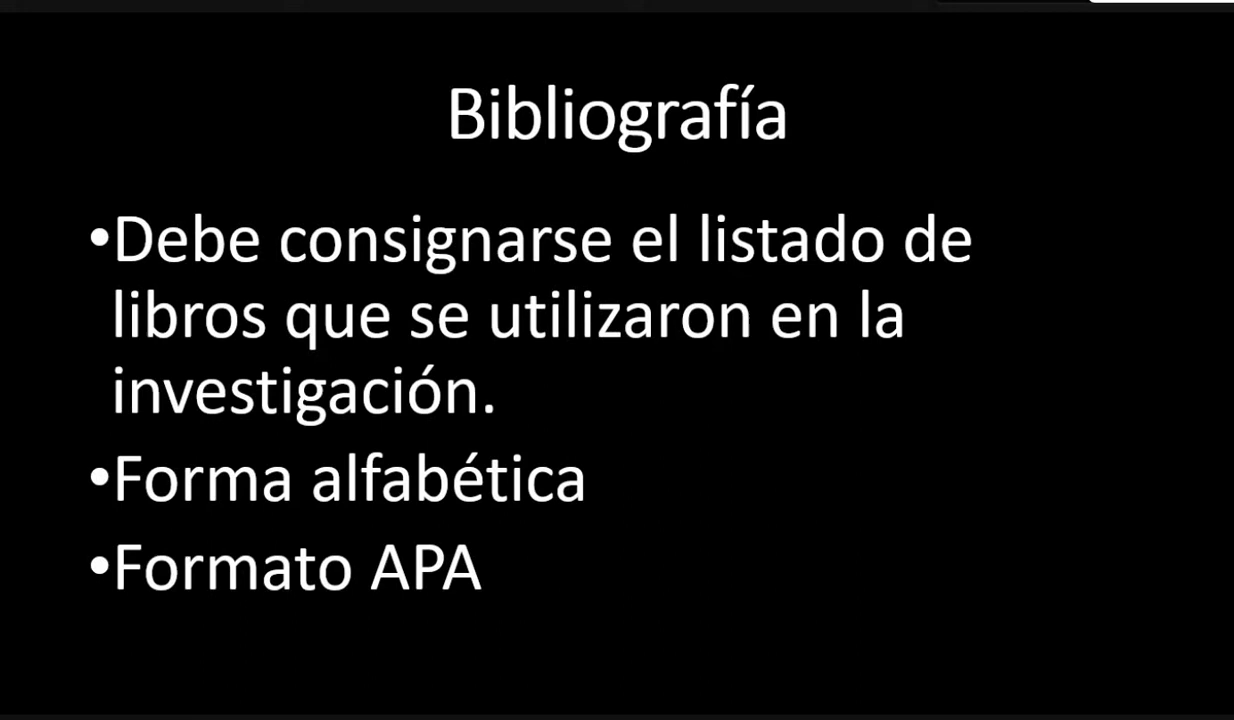 Bibliografía
•Debe consignarse el listado de
libros que se utilizaron en la
investigación.
•Forma alfabética
•Formato APA